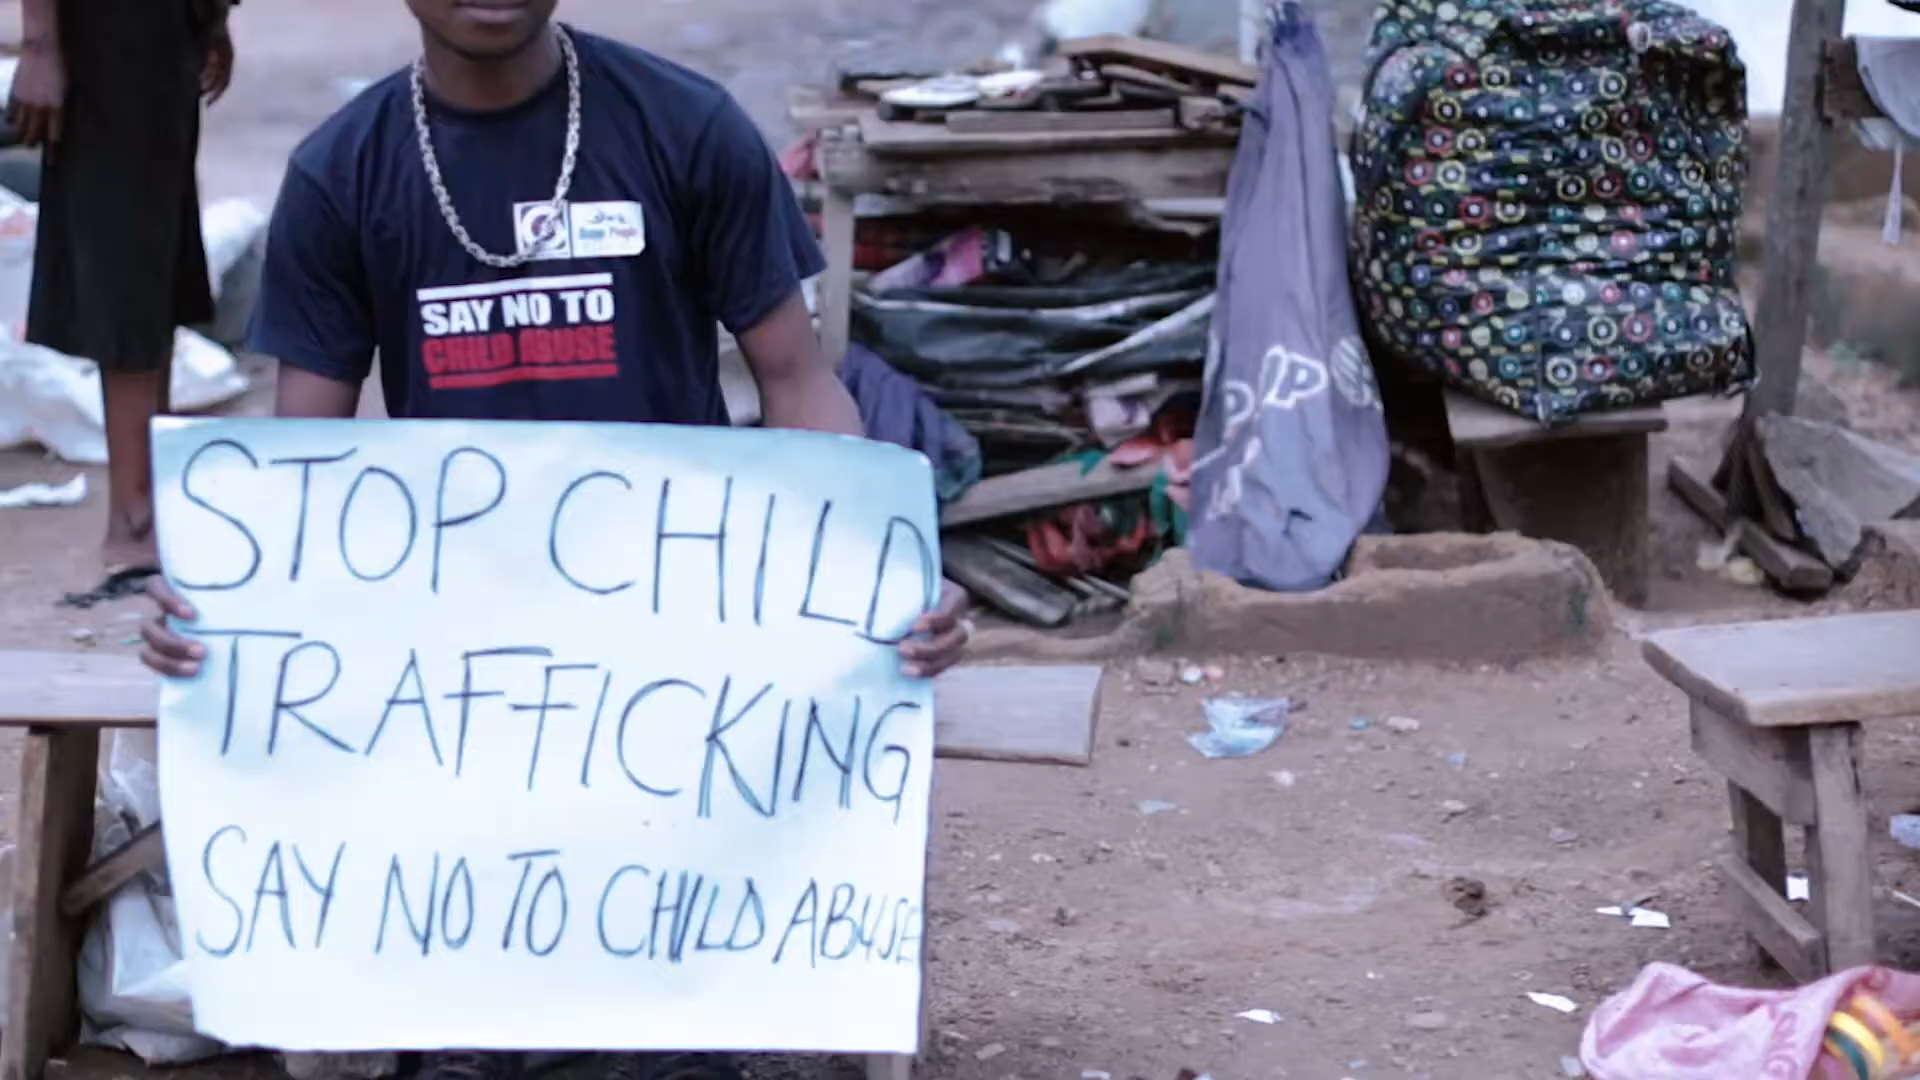 SAY NO TO
CHILD ABUSE
STOP CHILD
TRAFFICKING
SAY NO TO CHILD ABUSE